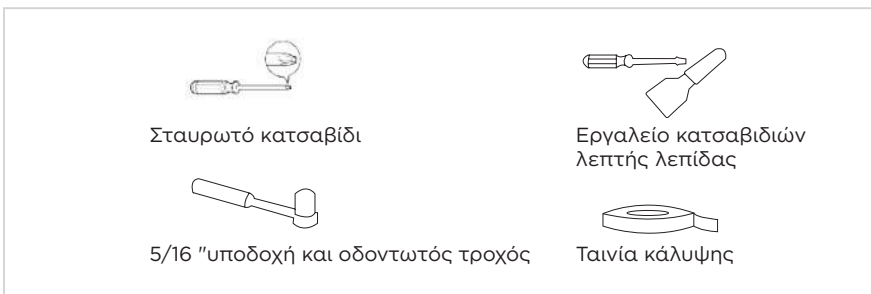 Σταυρωτό κατσαβίδι
Εργαλείο κατσαβιδιών
λεπτής λεπίδας
5/16 "υποδοχή και οδοντωτός τροχός
Ταινία κάλυψης